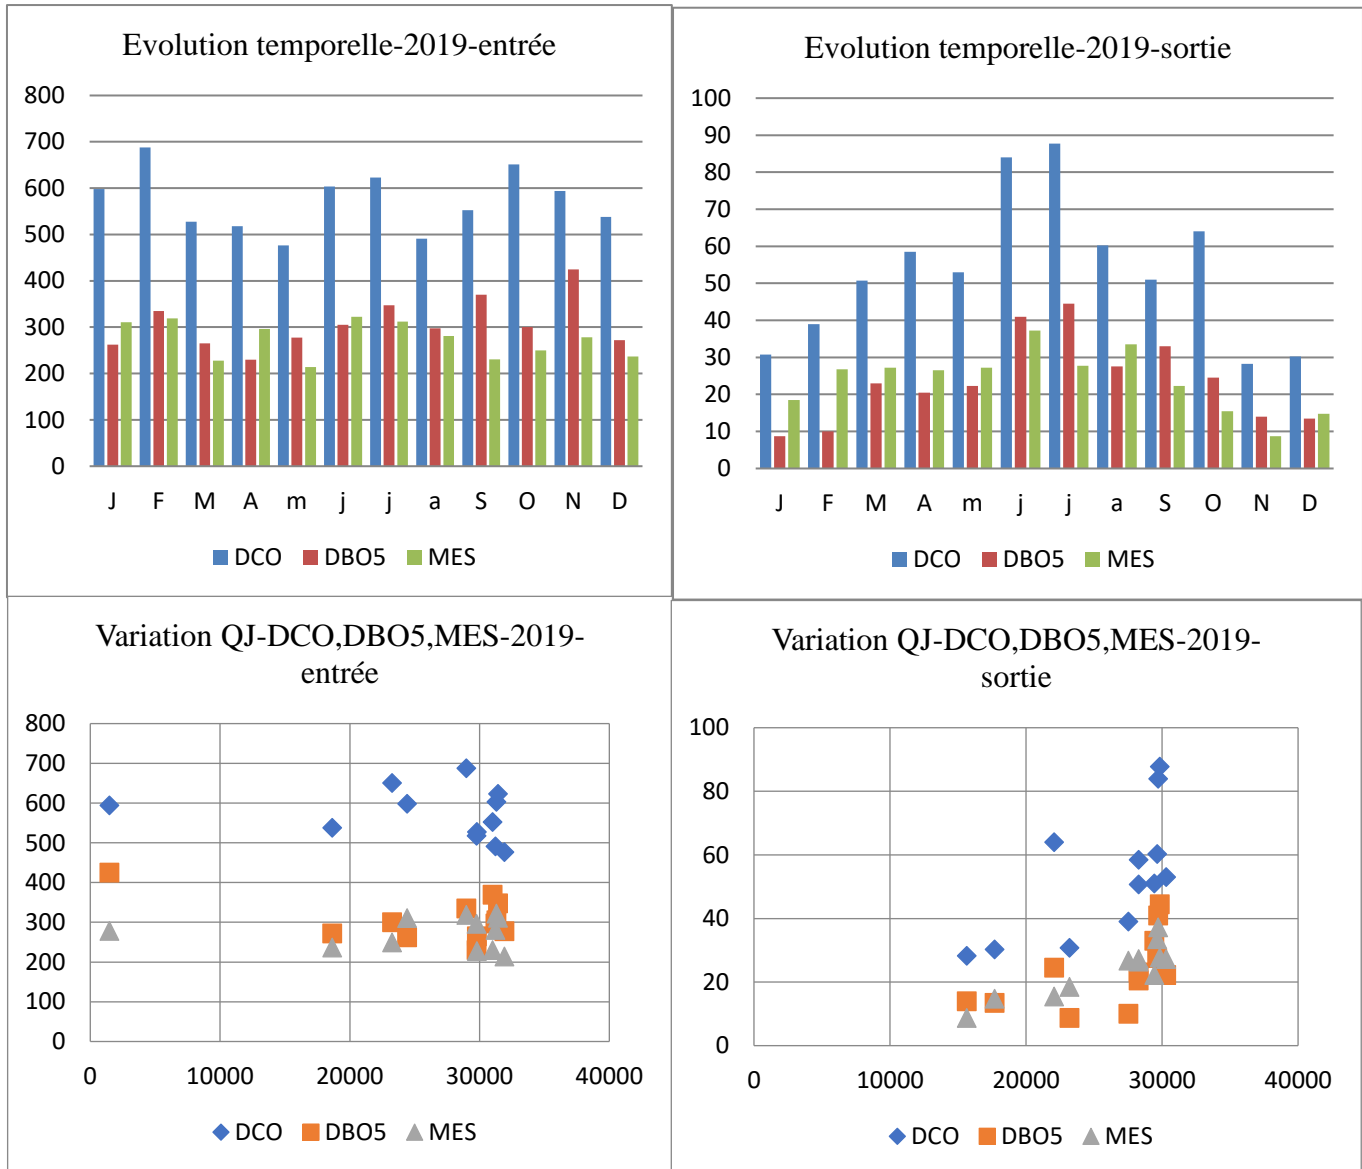 Evolution temporelle-2019-entrée
800
700
600
500
400
300
200
100
0
J F M A m j j a S O N D
DCO DBO5 MES
Evolution temporelle-2019-sortie
100
90
80
70
60
50
40
30
20
10
0
J F M A m j j a S O N D
DCO DBO5 MES
Variation QJ-DCO,DBO5,MES-2019-
entrée
800
700
600
500
400
300
200
100
0
0 10000 20000 30000 40000
DCO DBO5 MES
Variation QJ-DCO,DBO5,MES-2019-
sortie
100
80
60
40
20
0
0 10000 20000 30000 40000
DCO DBO5 MES